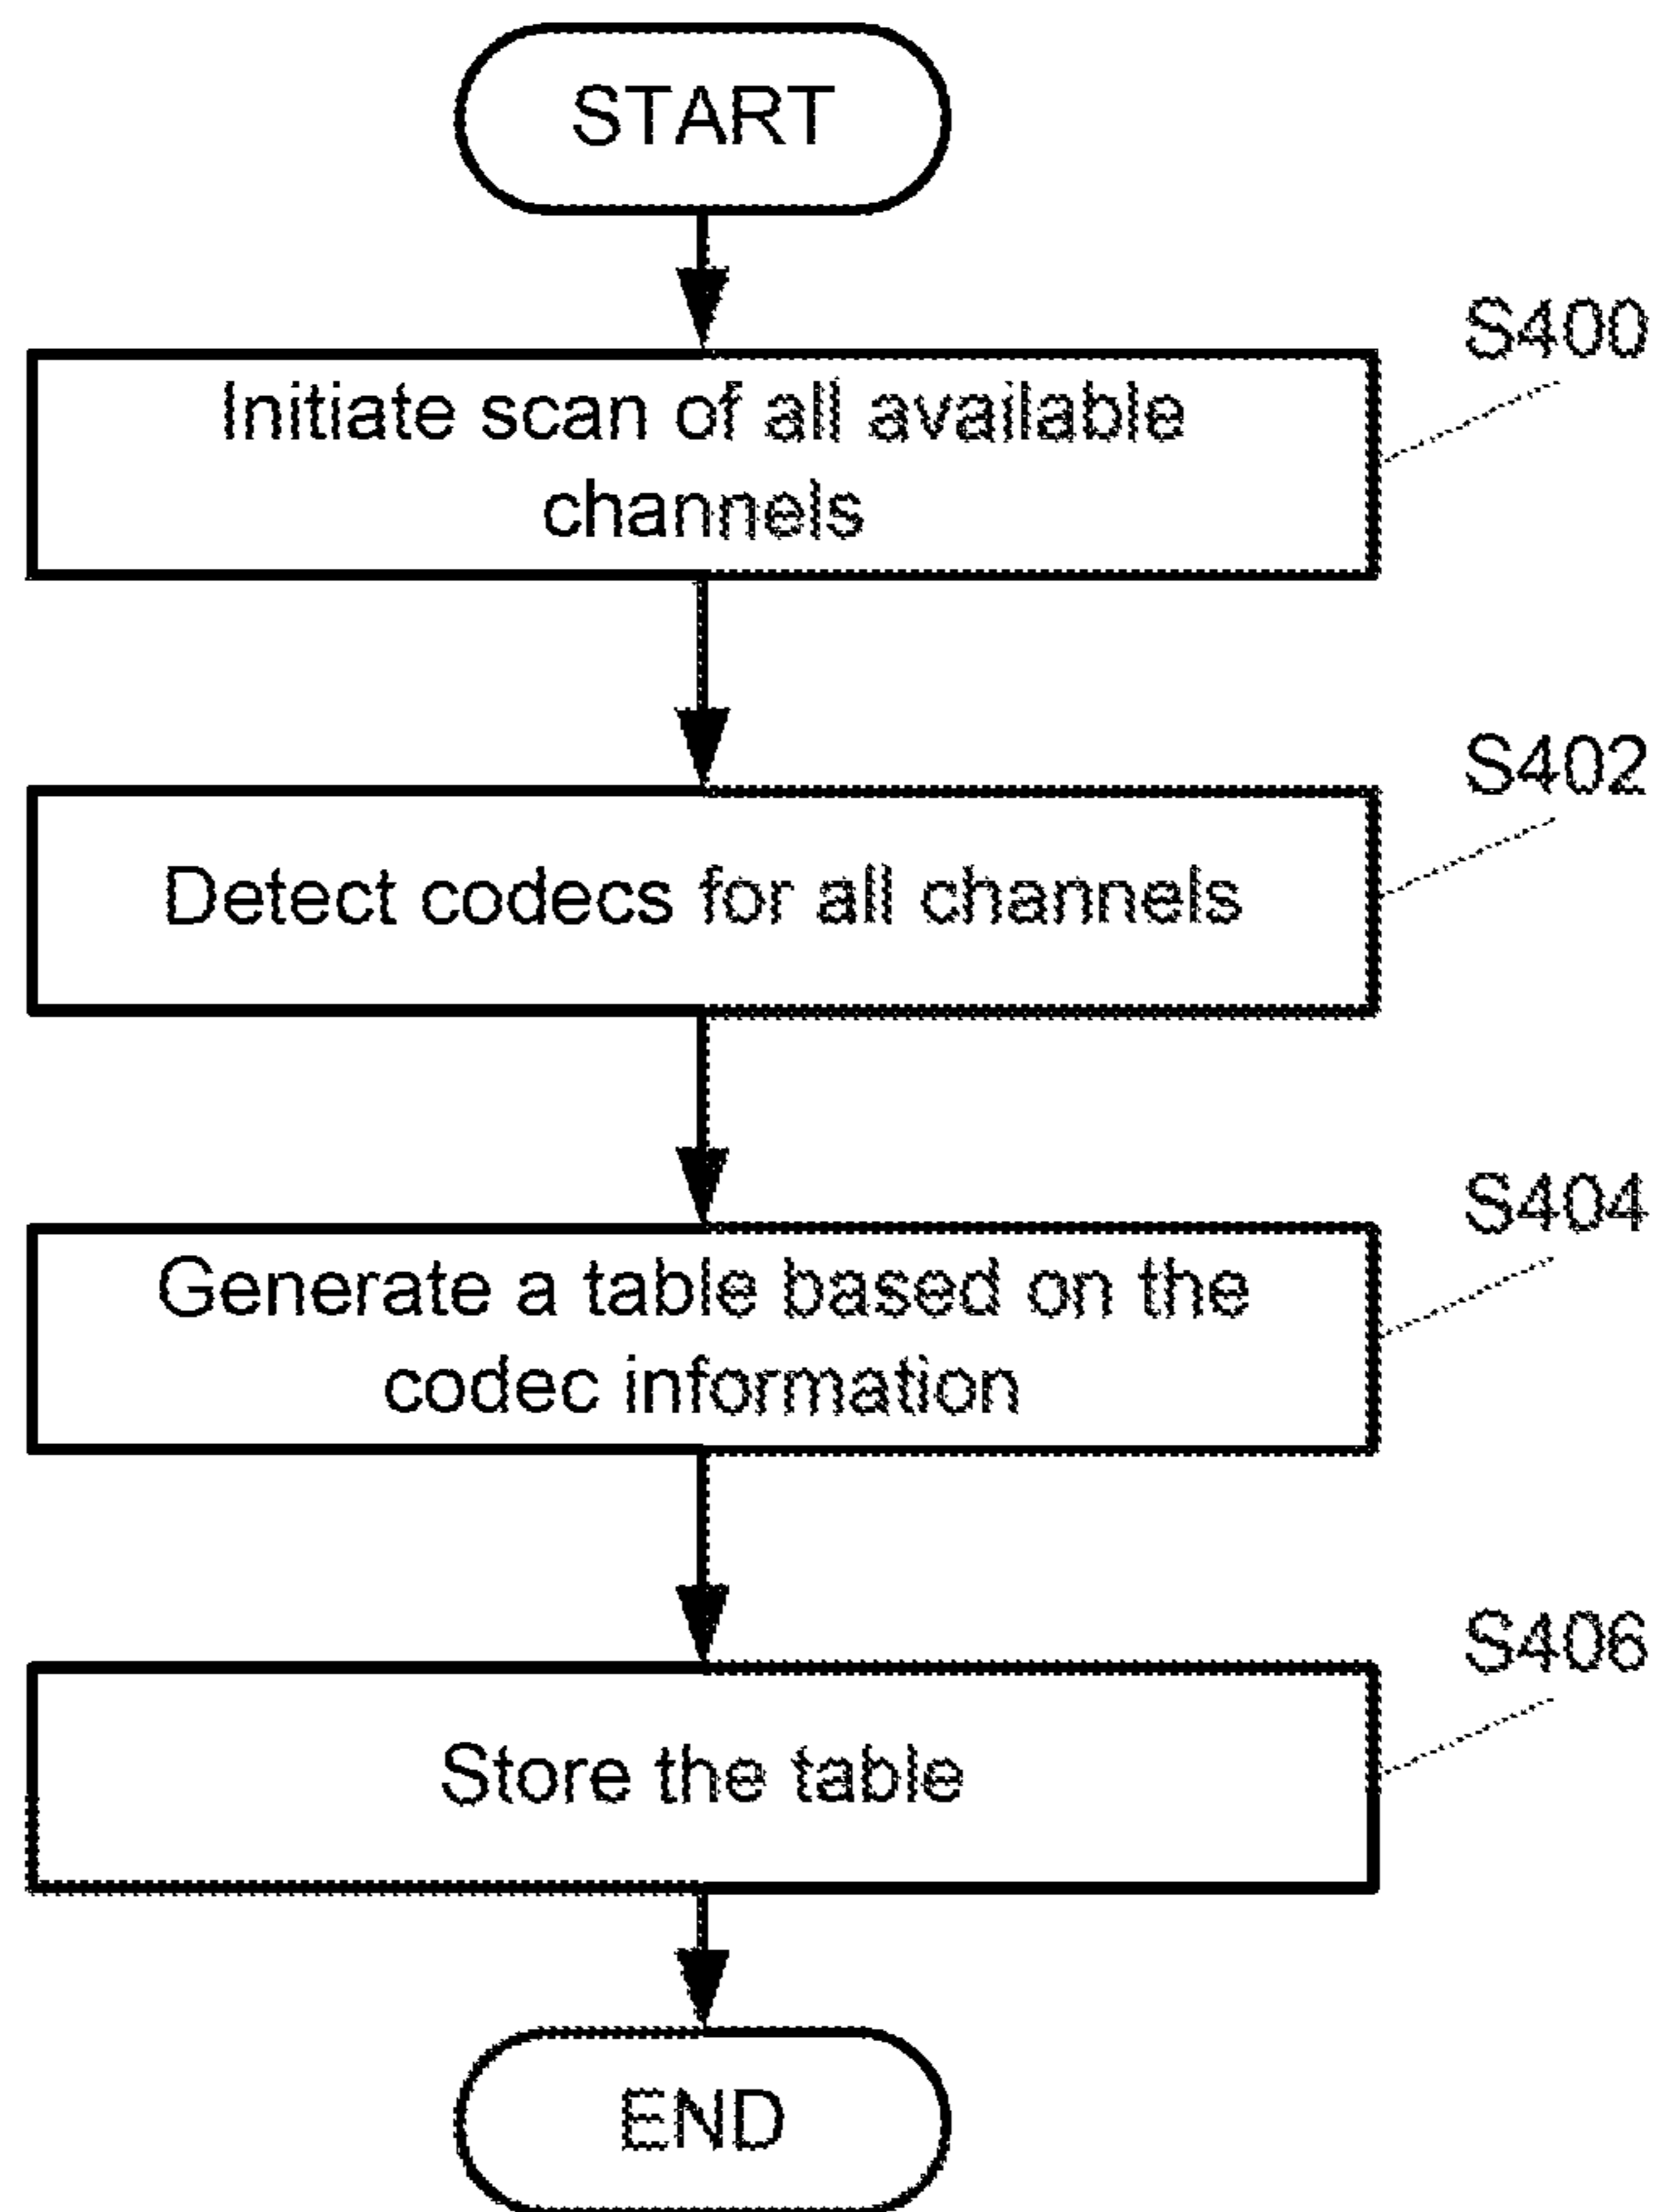 START
S400
Initiate scan of all available
channels
S402
Detect codecs for all channels
S404
Generate a table based on the
codec information
S406
Store the table
END